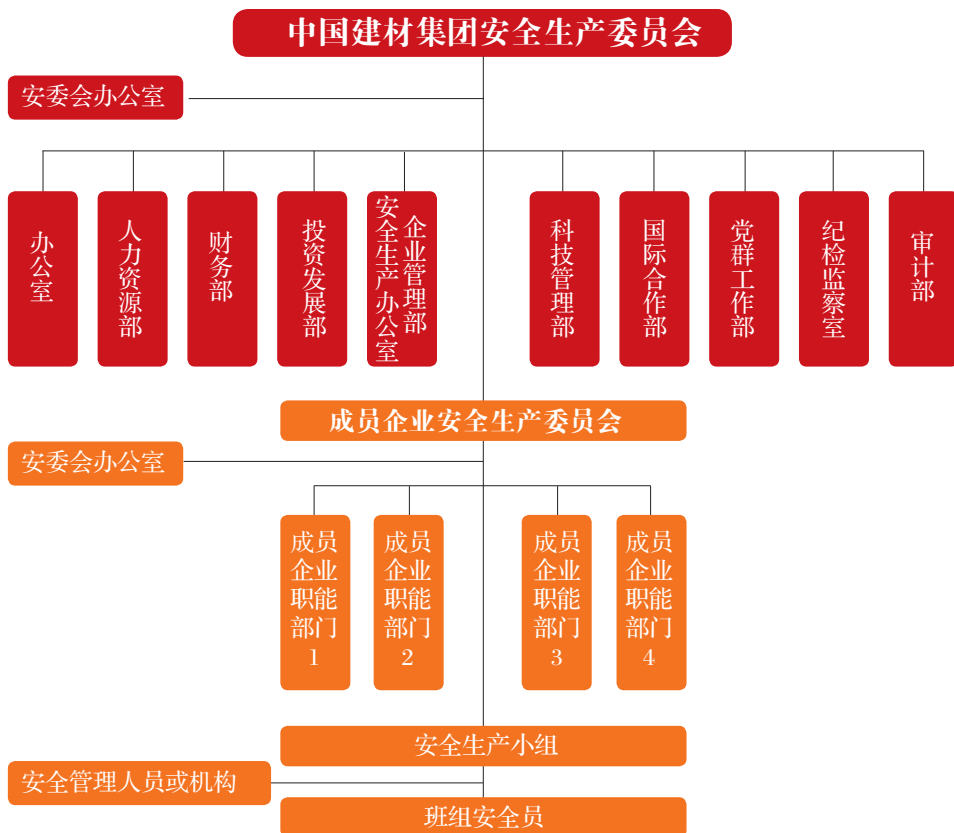 中国建材集团安全生产委员会
安委会办公室
办公室
人力资源部
财务部
投资发展部
企业管理部
安全生产办公室
科技管理部
国际合作部
党群工作部
纪检监察室
审计部
成员企业安全生产委员会
安委会办公室
成员
企业
职能
部门
1
成员
企业
职能
部门
2
成员
企业
职能
部门
3
成员
企业
职能
部门
4
安全生产小组
安全管理人员或机构
班组安全员